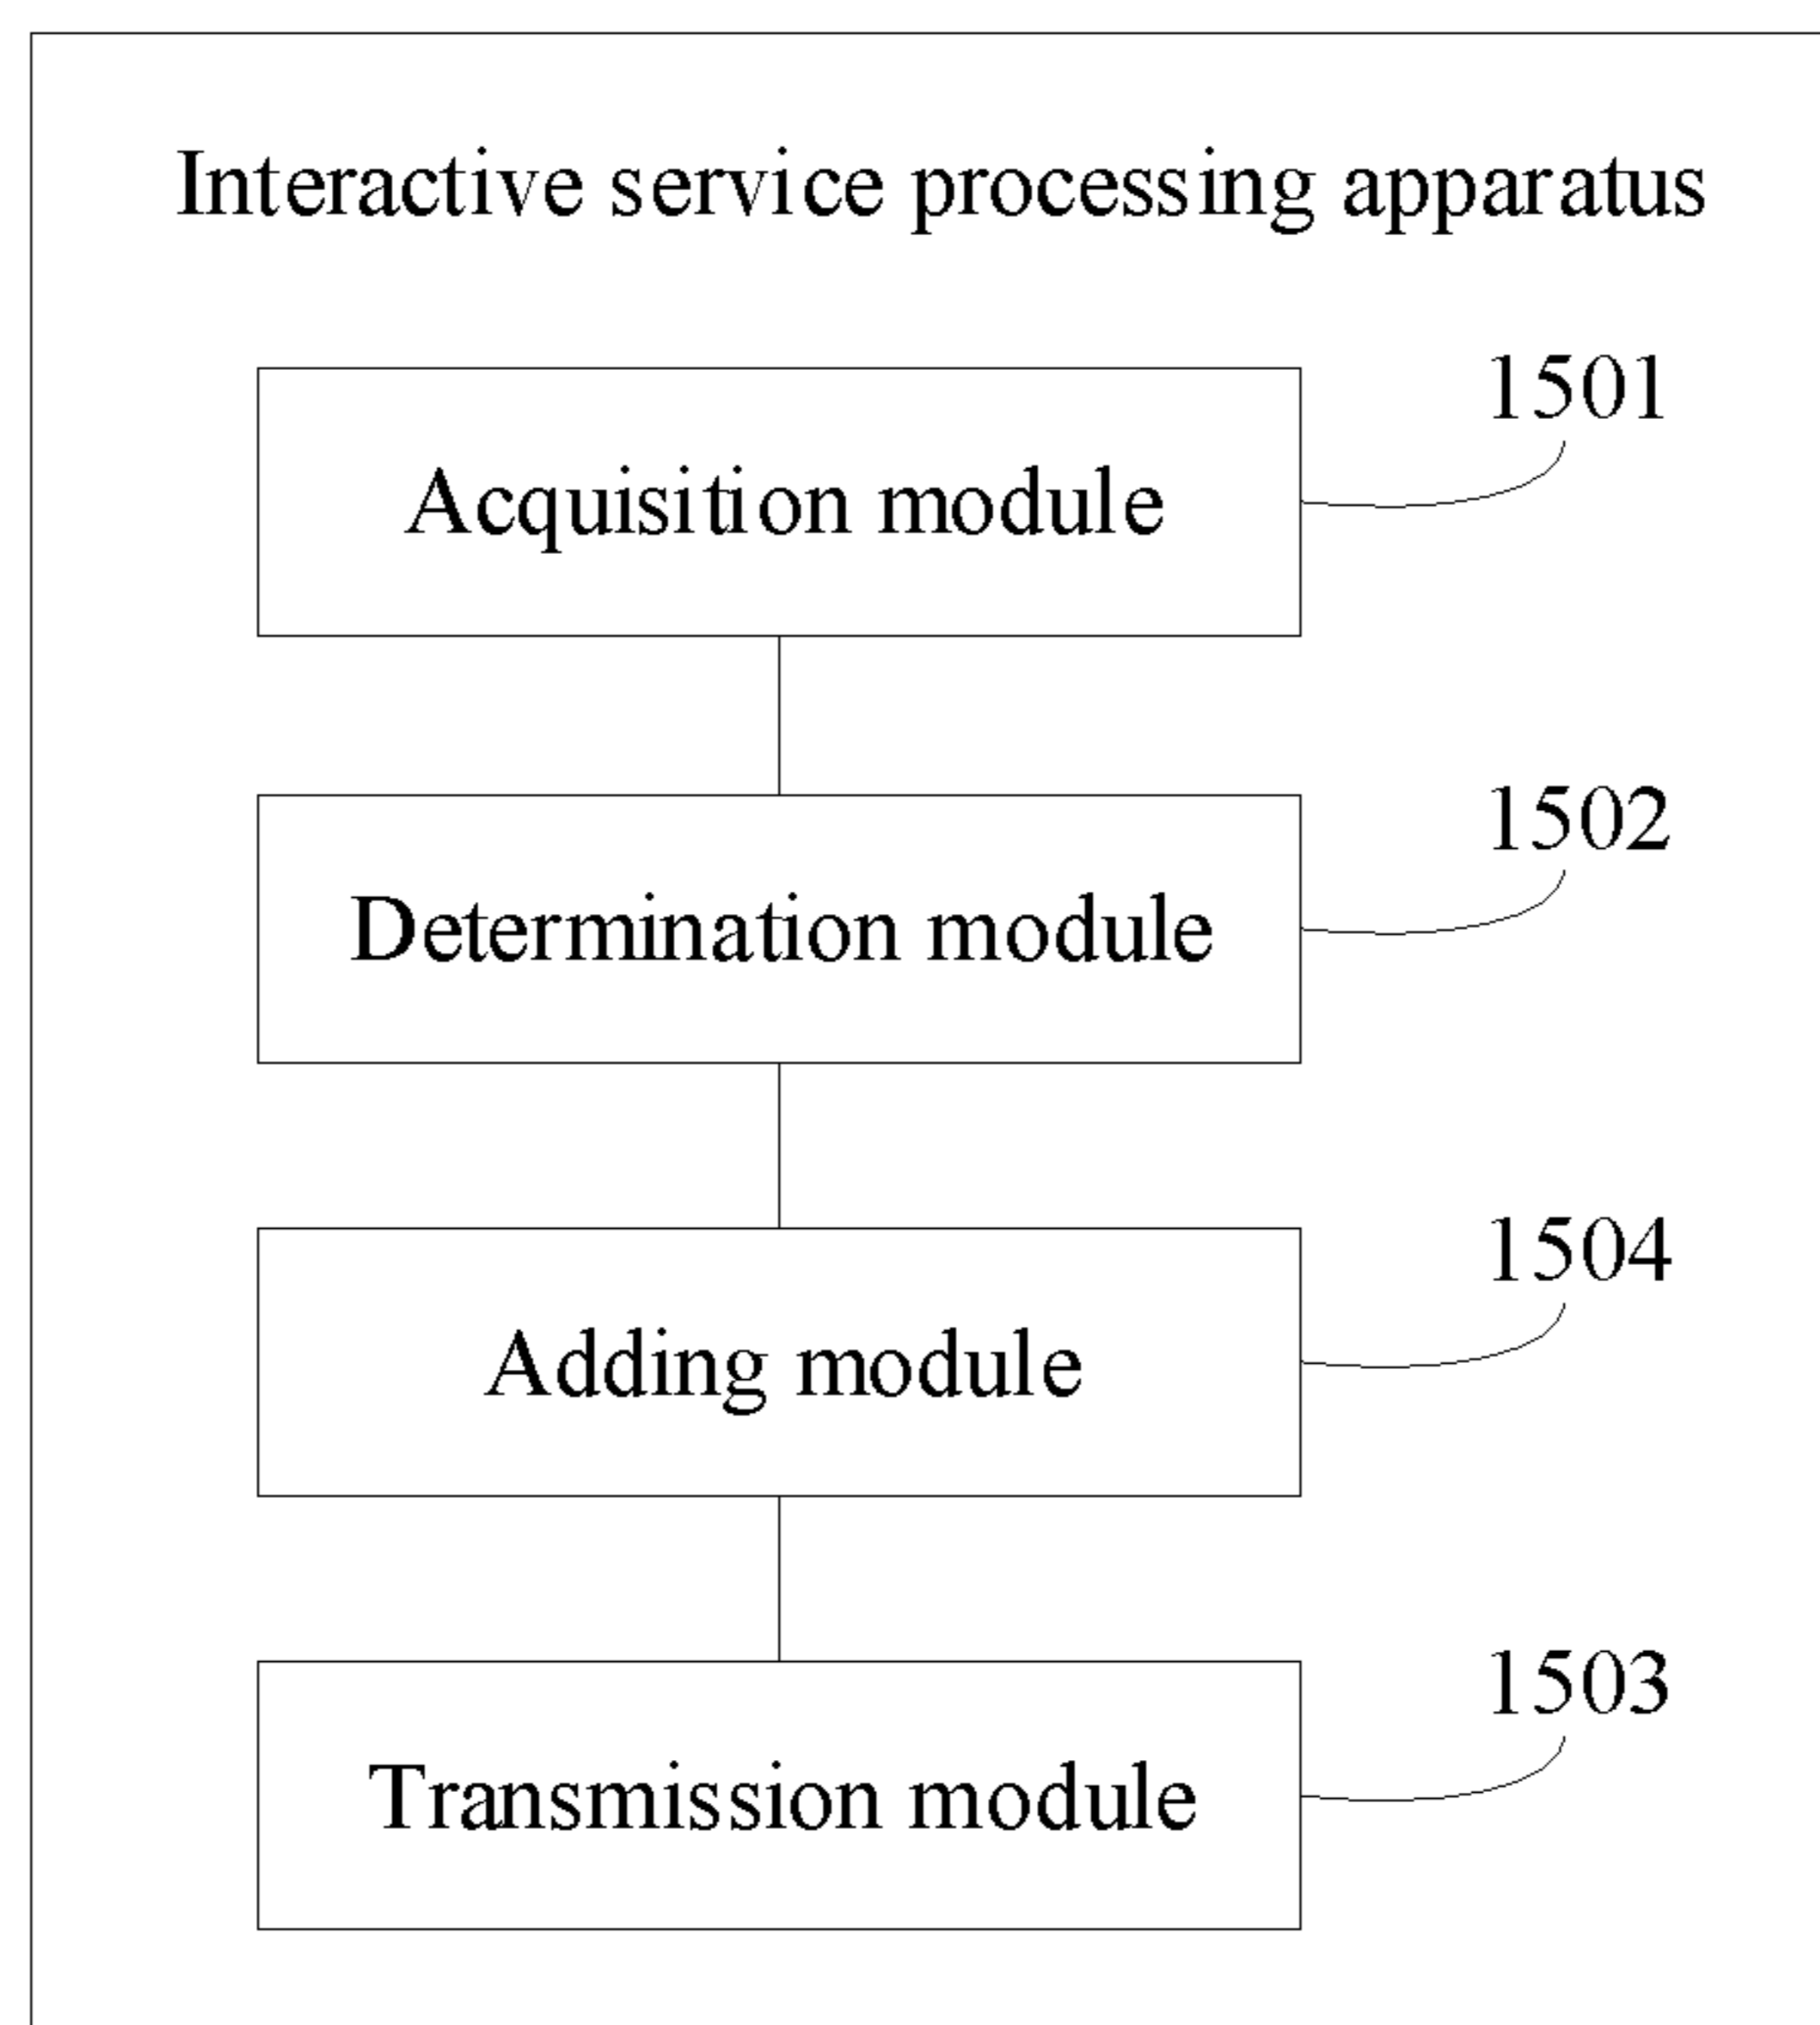 Interactive service processing apparatus
1501
Acquisition module
1502
Determination module
1504
Adding module
1503
Transmission module